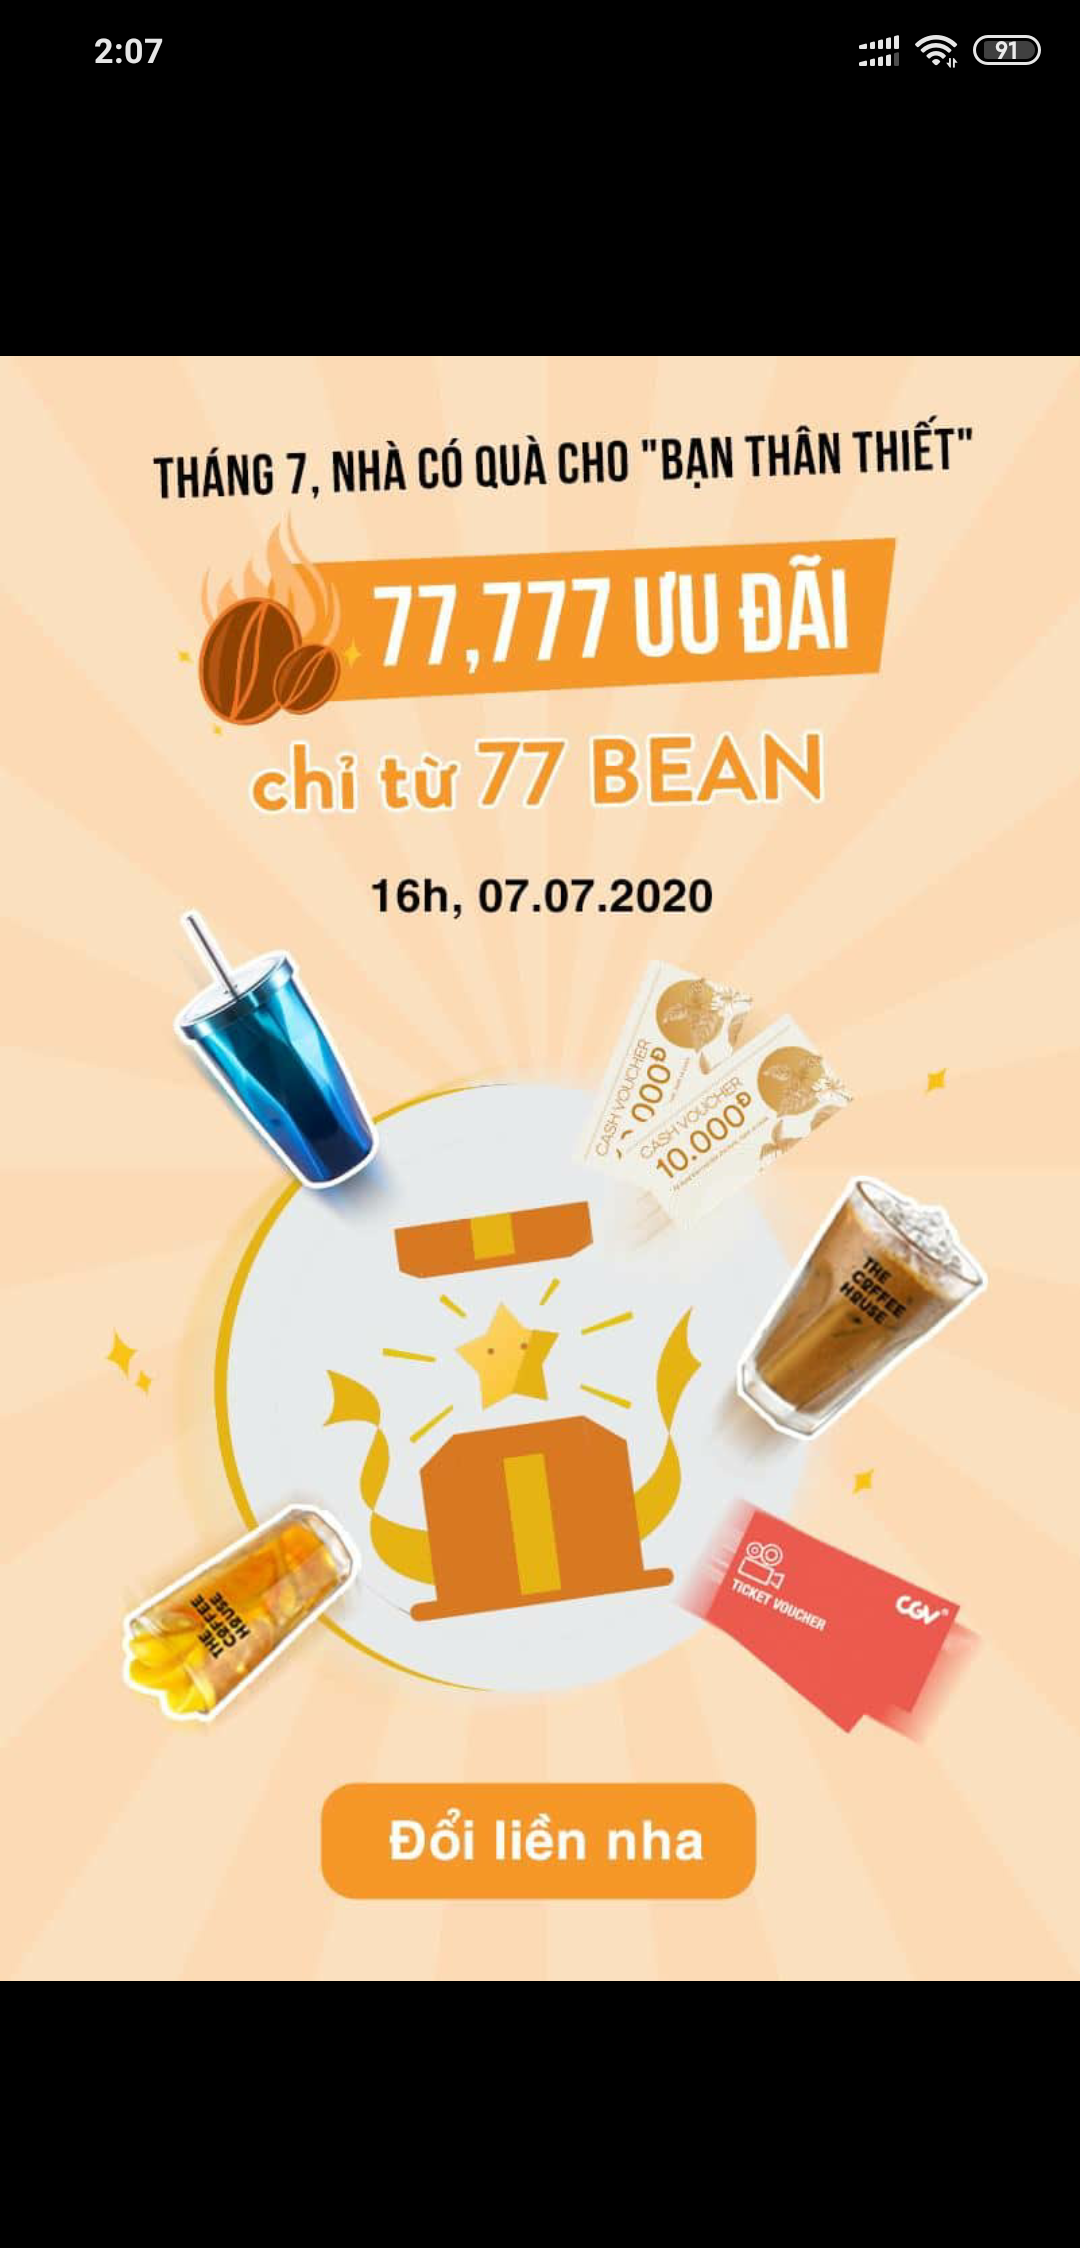 2:07
91
THÁNG 7, NHÀ CÓ QUÀ CHO "BẠN THÂN THIẾT"
77,777 ƯU ĐÃI
chỉ từ 77 BEAN
16h, 07.07.2020
CASH VOUCHER
000Đ
CASH VOUCHER
10.000Đ
THE
COFFEE
HOUSE
THE
COFFEE
HOUSE
TICKET VOUCHER
CGV
Đổi liền nha